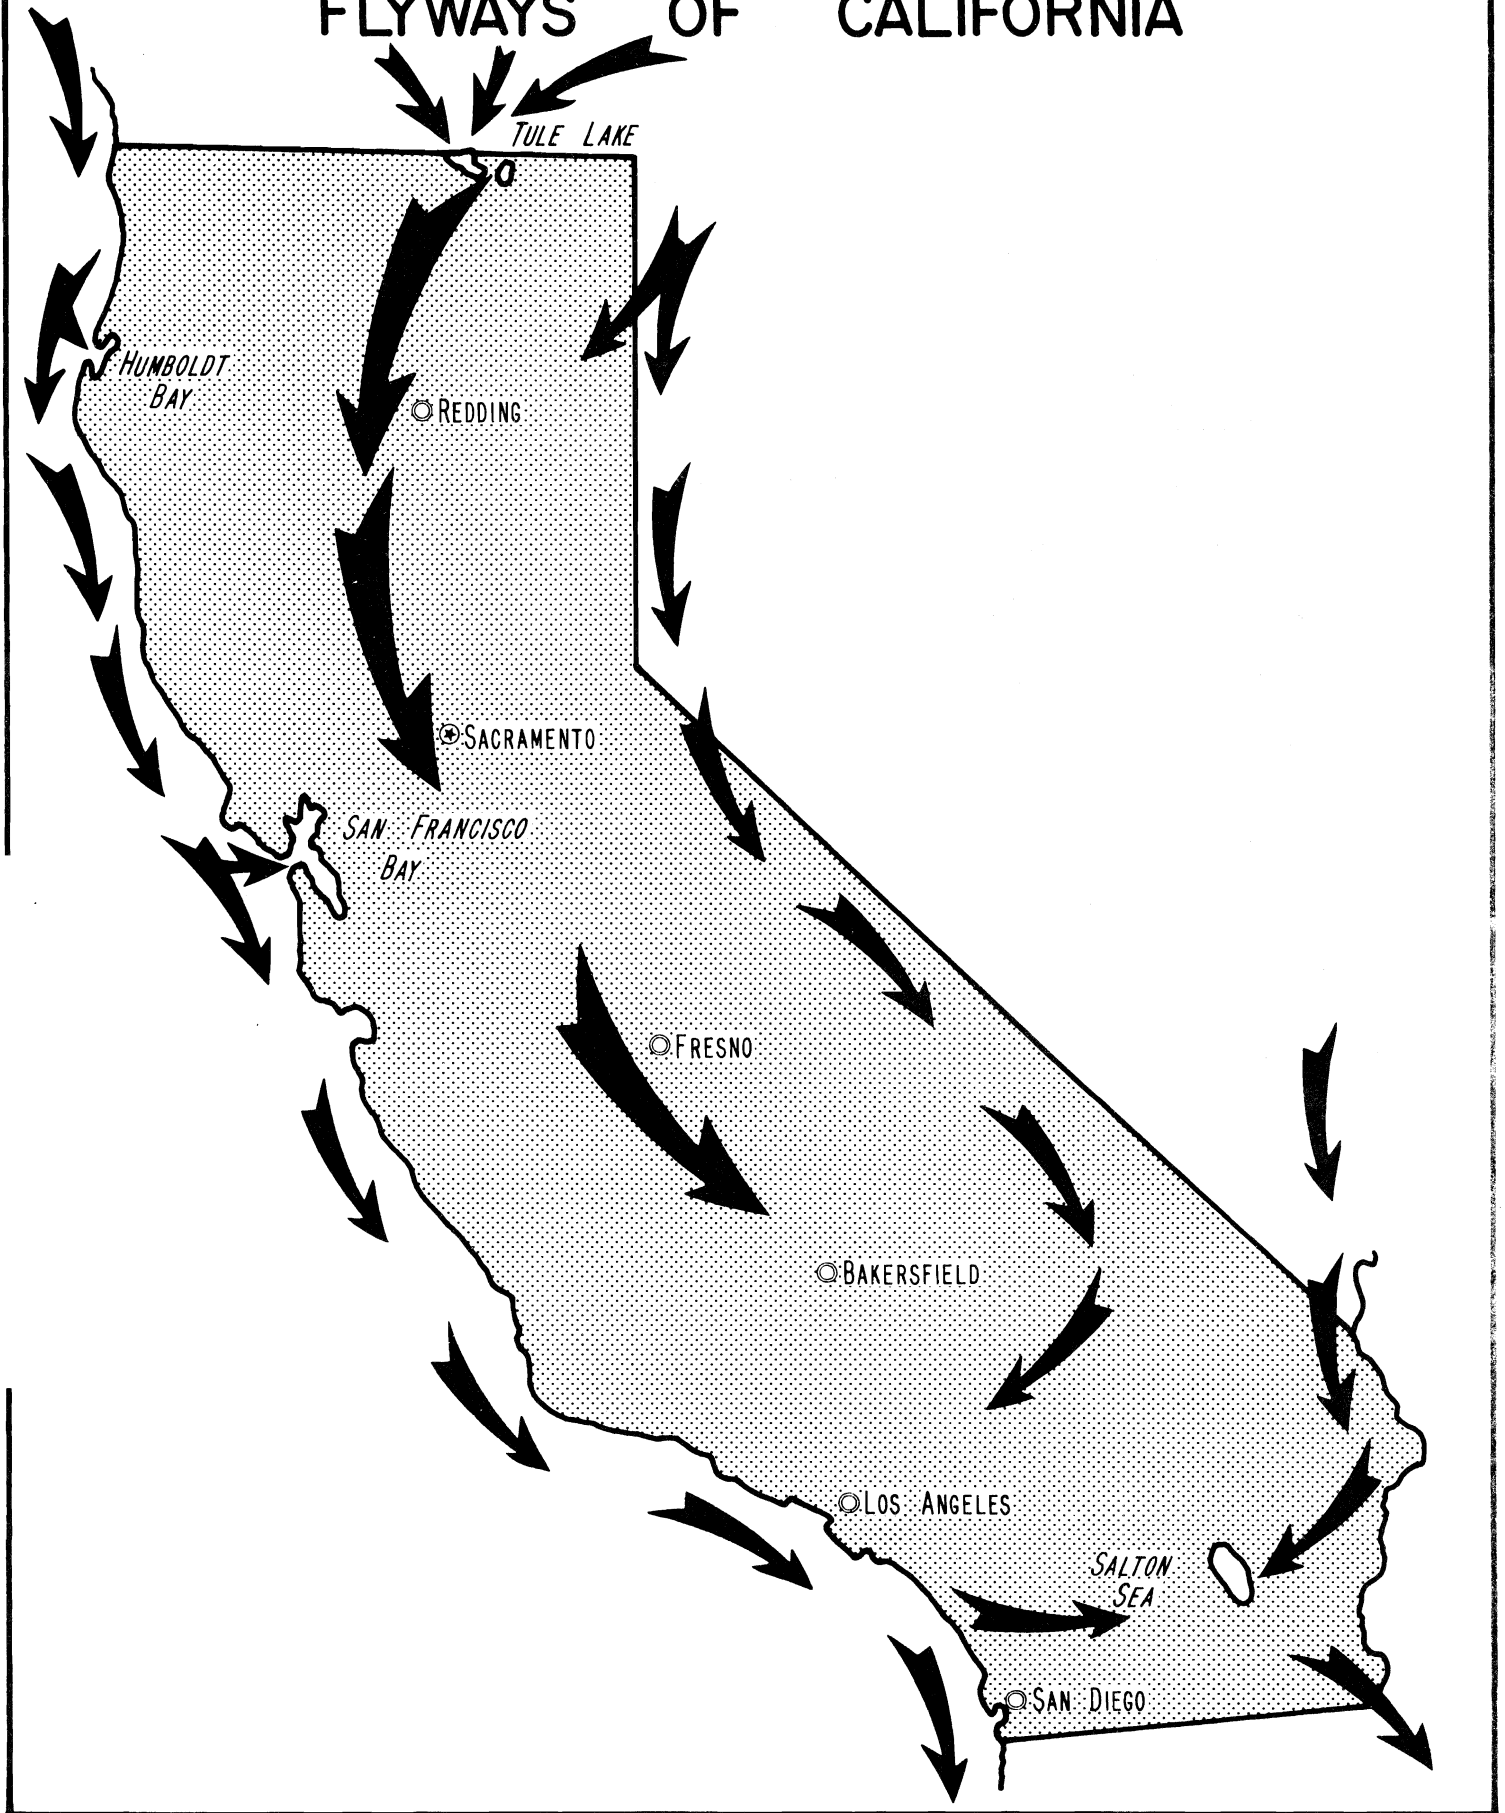 FLYWAYS OF CALIFORNIA
TULE LAKE
HUMBOLDT
BAY
REDDING
SACRAMENTO
SAN FRANCISCO
BAY
FRESNO
BAKERSFIELD
LOS ANGELES
SALTON
SEA
SAN DIEGO